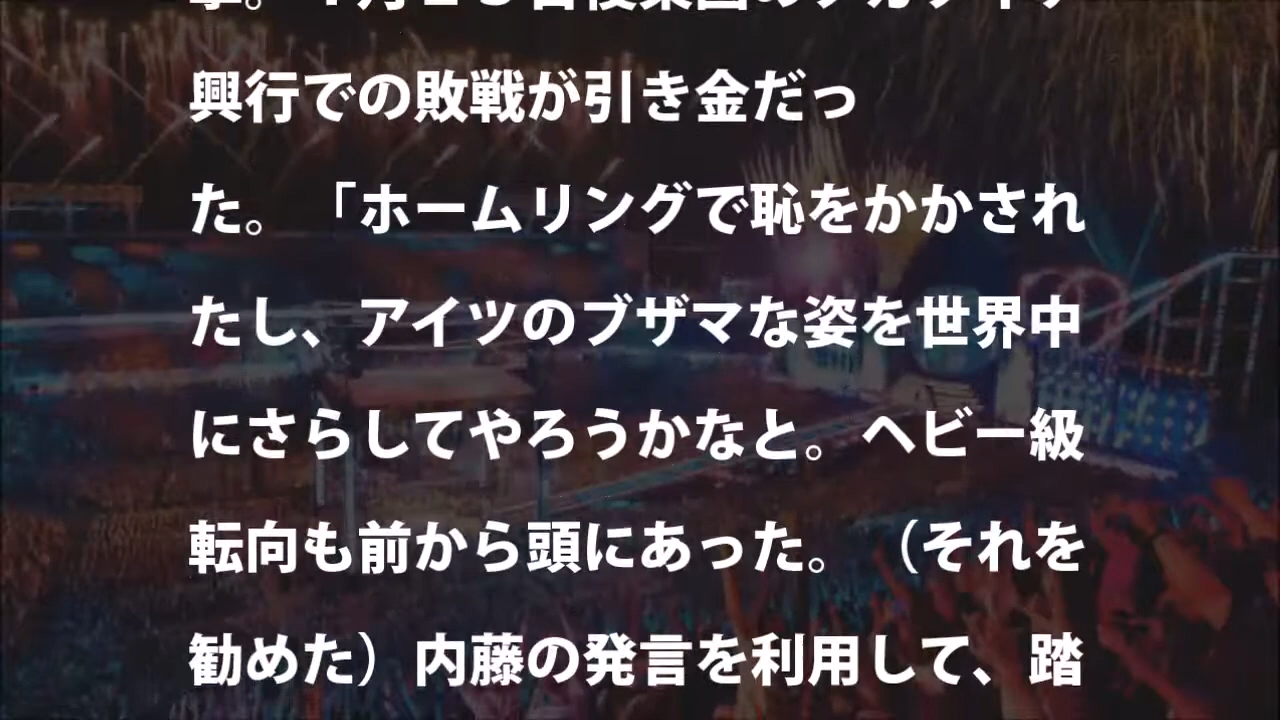 興行での敗戦が引き金だっ
た。「ホームリングで恥をかかされ
たし、アイツのブザマな姿を世界中
にさらしてやろうかなと。ヘビー級
転向も前から頭にあった。（それを
勧めた）内藤の発言を利用して、踏